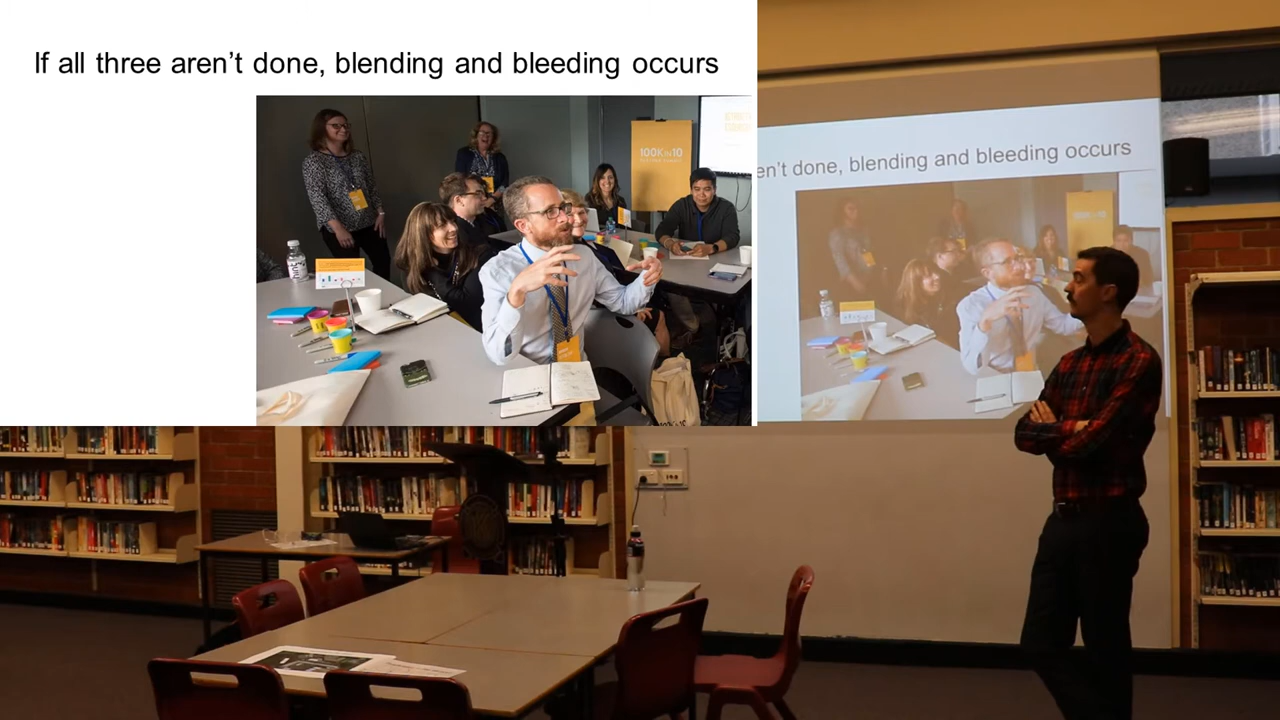 If all three aren't done, blending and bleeding occurs
100Kin10
en't done, blending and bleeding occurs